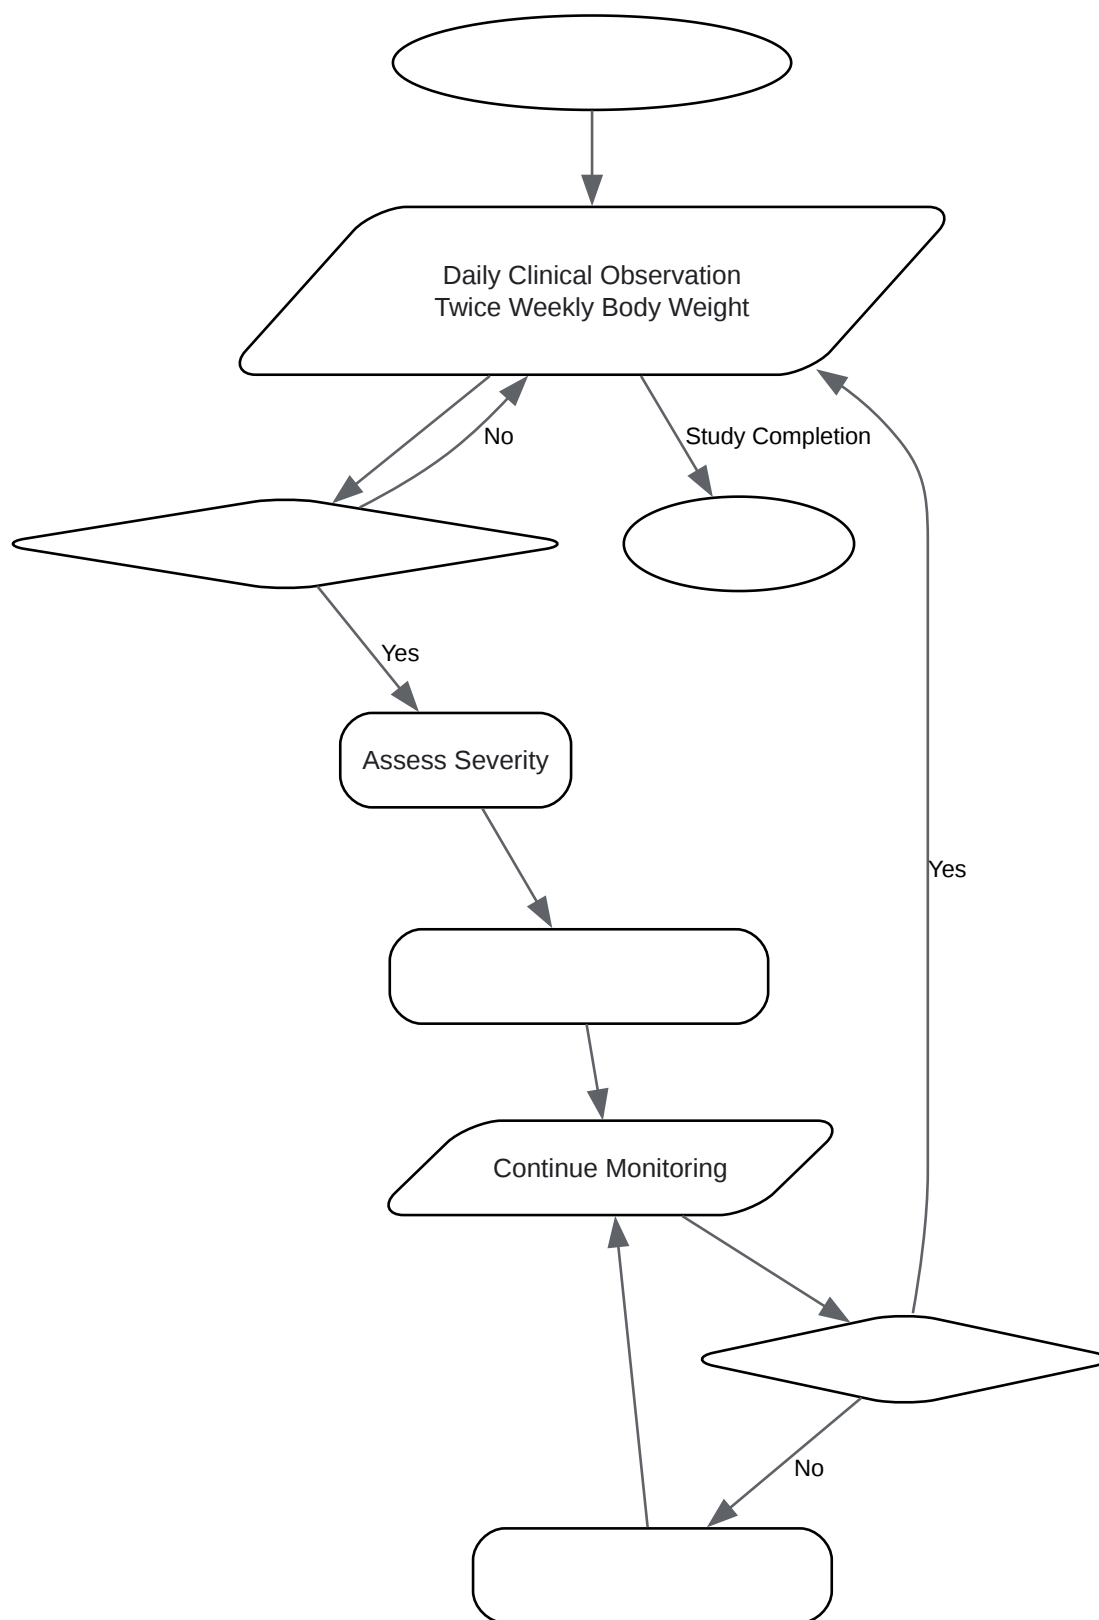 Daily Clinical Observation
Twice Weekly Body Weight
No
Study Completion
Yes
Assess Severity
Yes
Continue Monitoring
No